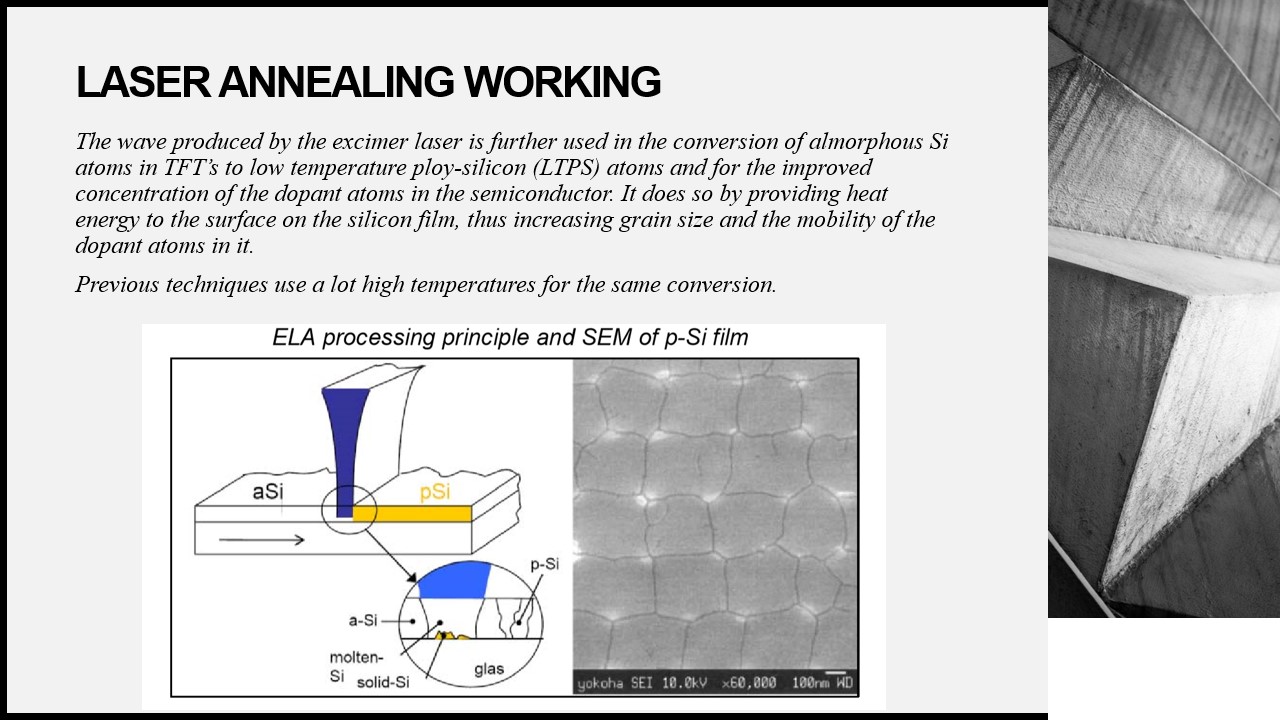 LASER ANNEALING WORKING
The wave produced by the excimer laser is further used in the conversion of almorphous Si
atoms in TFT's to low temperature ploy-silicon (LTPS) atoms and for the improved
concentration of the dopant atoms in the semiconductor. It does so by providing heat
energy to the surface on the silicon film, thus increasing grain size and the mobility of the
dopant atoms in it.
Previous techniques use a lot high temperatures for the same conversion.
ELA processing principle and SEM of p-Si film
aSi
pSi
p-Si
a-Si
molten-
Si
solid-Si
glas
yokoha SEI 10.0kV ×60,000 100nm WD